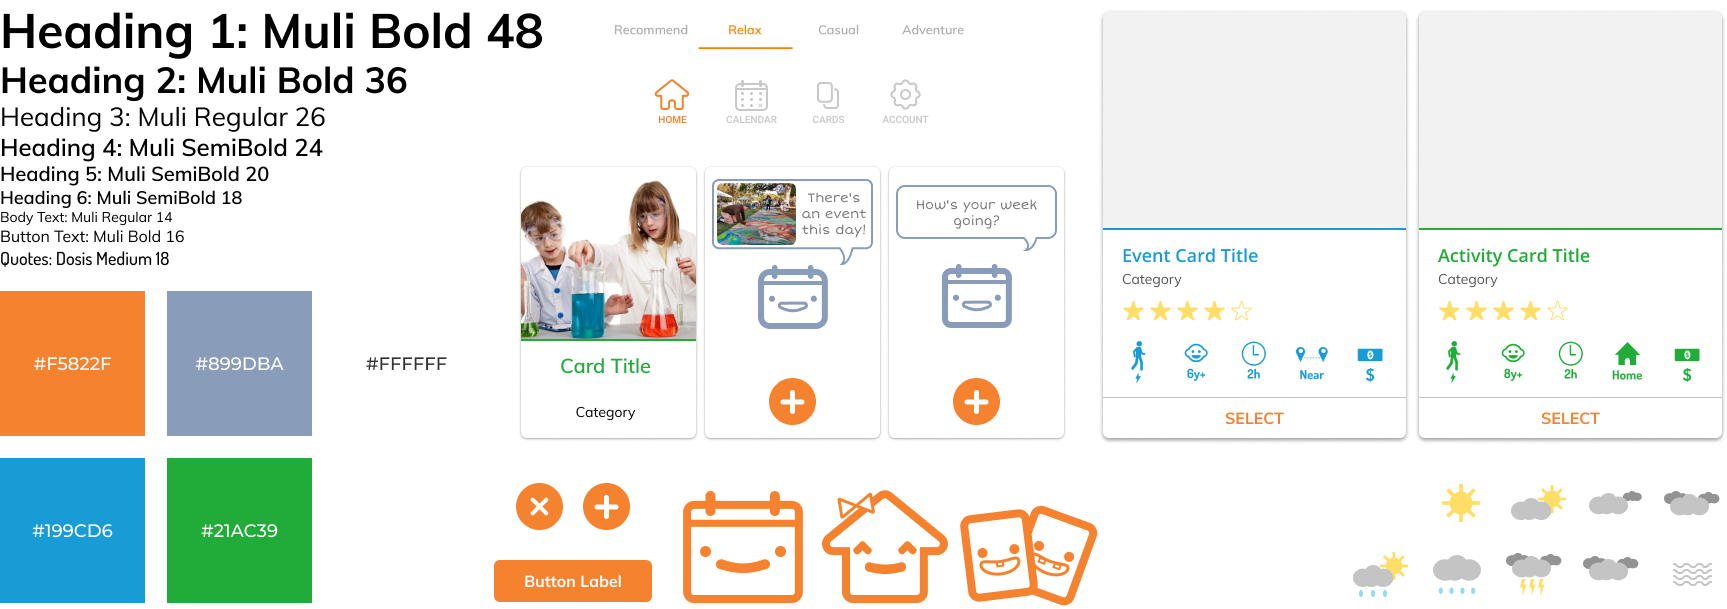 Heading 1: Muli Bold 48
Heading 2: Muli Bold 36
Heading 3: Muli Regular 26
Heading 4: Muli SemiBold 24
Heading 5: Muli SemiBold 20
Heading 6: Muli SemiBold 18
Body Text: Muli Regular 14
Button Text: Muli Bold 16
Quotes: Dosis Medium 18
#F5822F
#899DBA
#FFFFFF
#199CD6
#21AC39
Recommend
Relax
Casual
Adventure
HOME
CALENDAR
CARDS
ACCOUNT
Card Title
Category
There's
an event
this day!
How's your week
going?
Button Label
Event Card Title
Category
6y+
2h
Near
0
$
SELECT
Activity Card Title
Category
8y+
2h
Home
0
$
SELECT